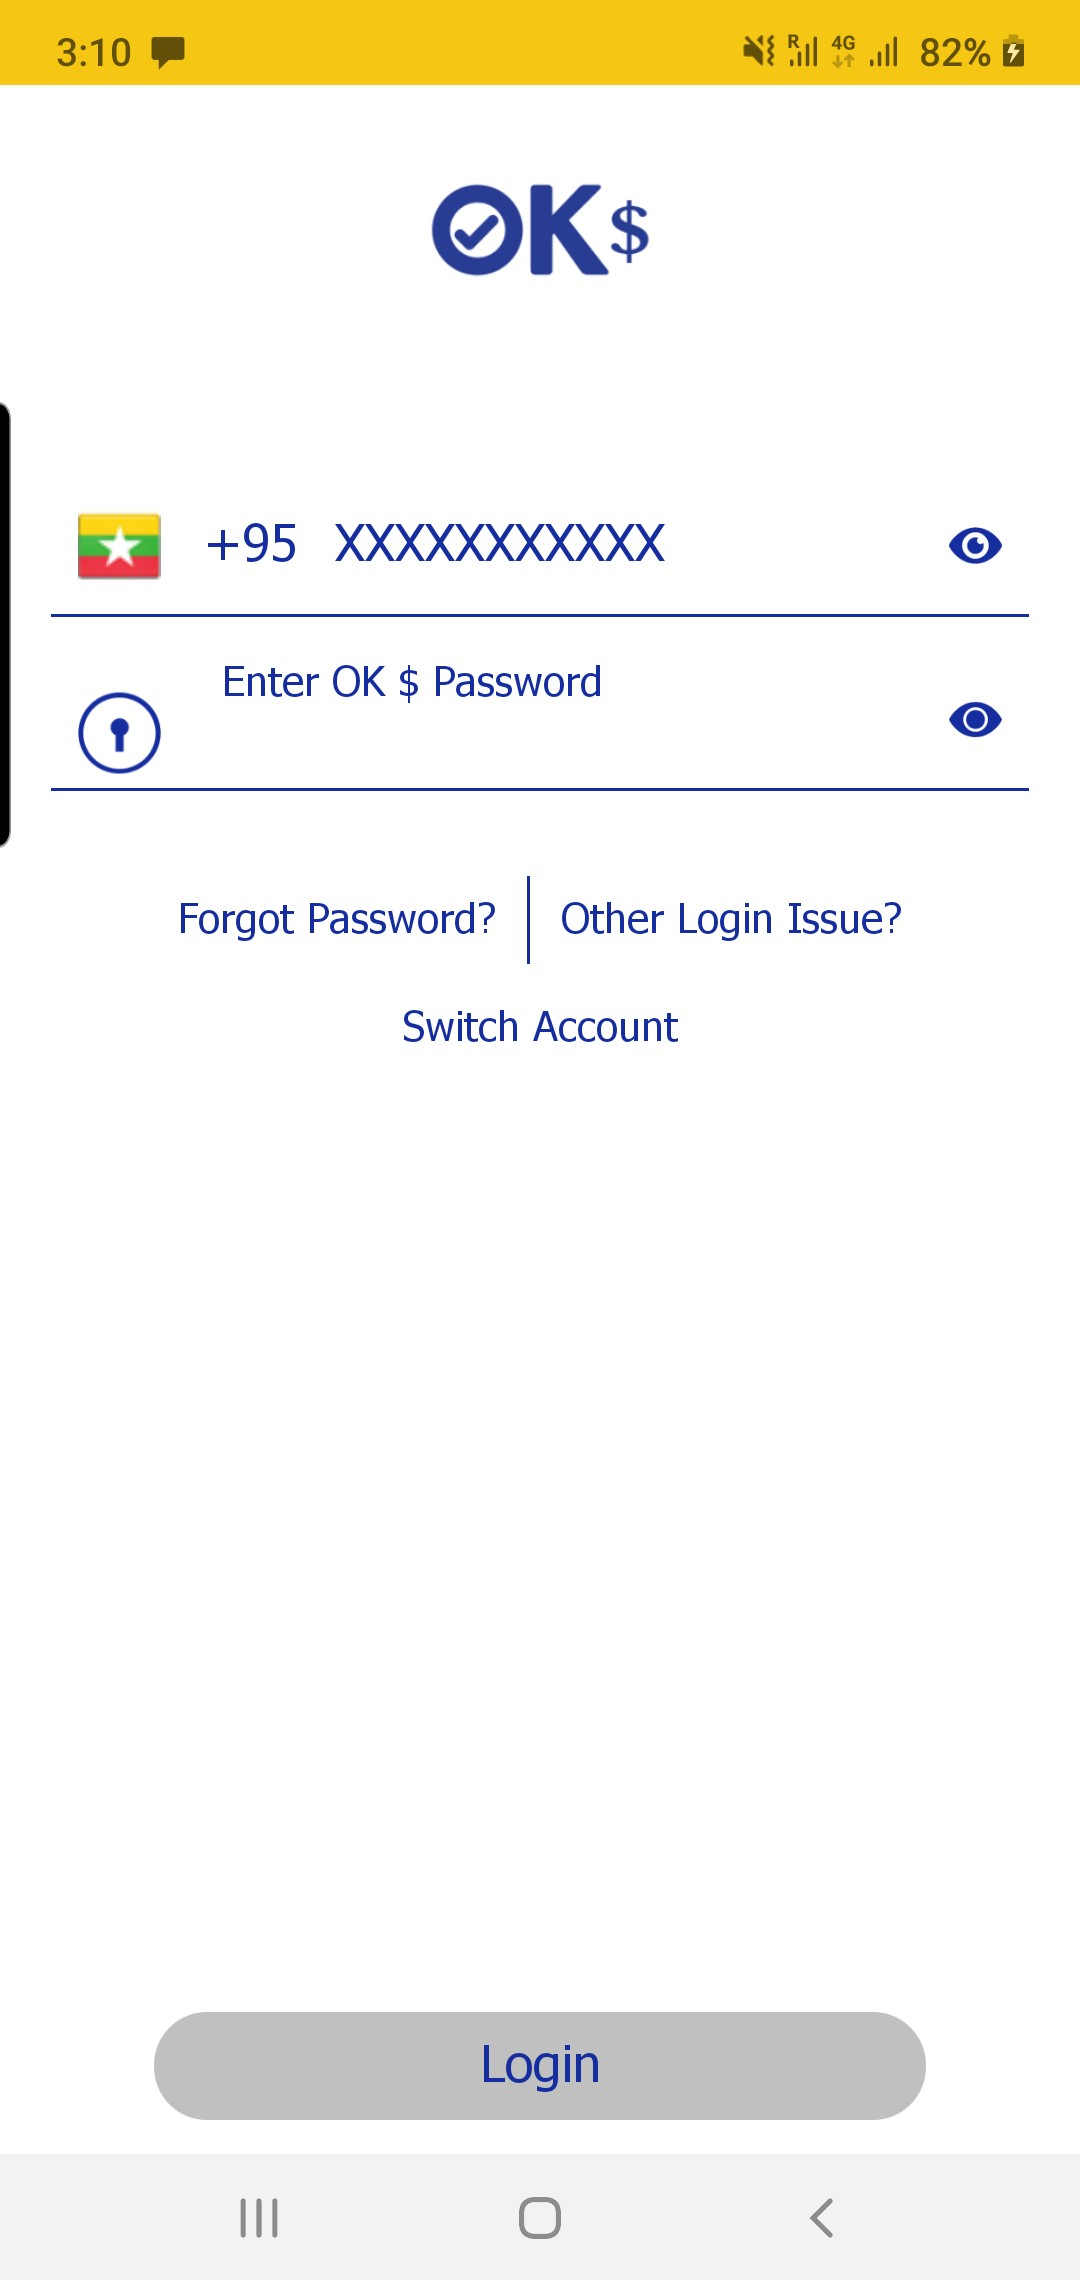 3:10 R 4G 82%
OK $
+95 XXXXXXXXXXX
Enter OK $ Password
Forgot Password? Other Login Issue?
Switch Account
Login